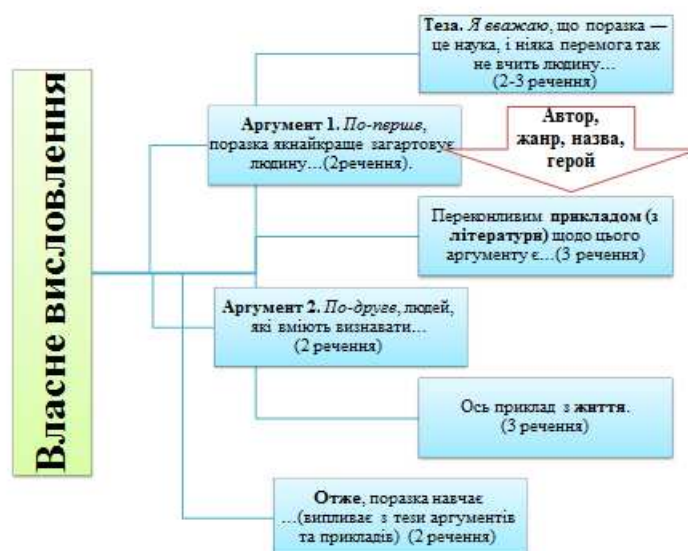 Власне висловлення
Теза. Я вважаю, що поразка —
це наука, і ніяка перемога так
не вчить людину…
(2-3 речення)
Аргумент 1. По-перше,
поразка якнайкраще загартовує
людину…(2речення).
Автор,
жанр, назва,
герой
Переконливим прикладом (з
літератури) щодо цього
аргументу є…(3 речення)
Аргумент 2. По-друге, людей,
які вміють визнавати…
(2 речення)
Ось приклад з життя.
(3 речення)
Отже, поразка навчає
…(випливає з тези аргументів
та прикладів) (2 речення)